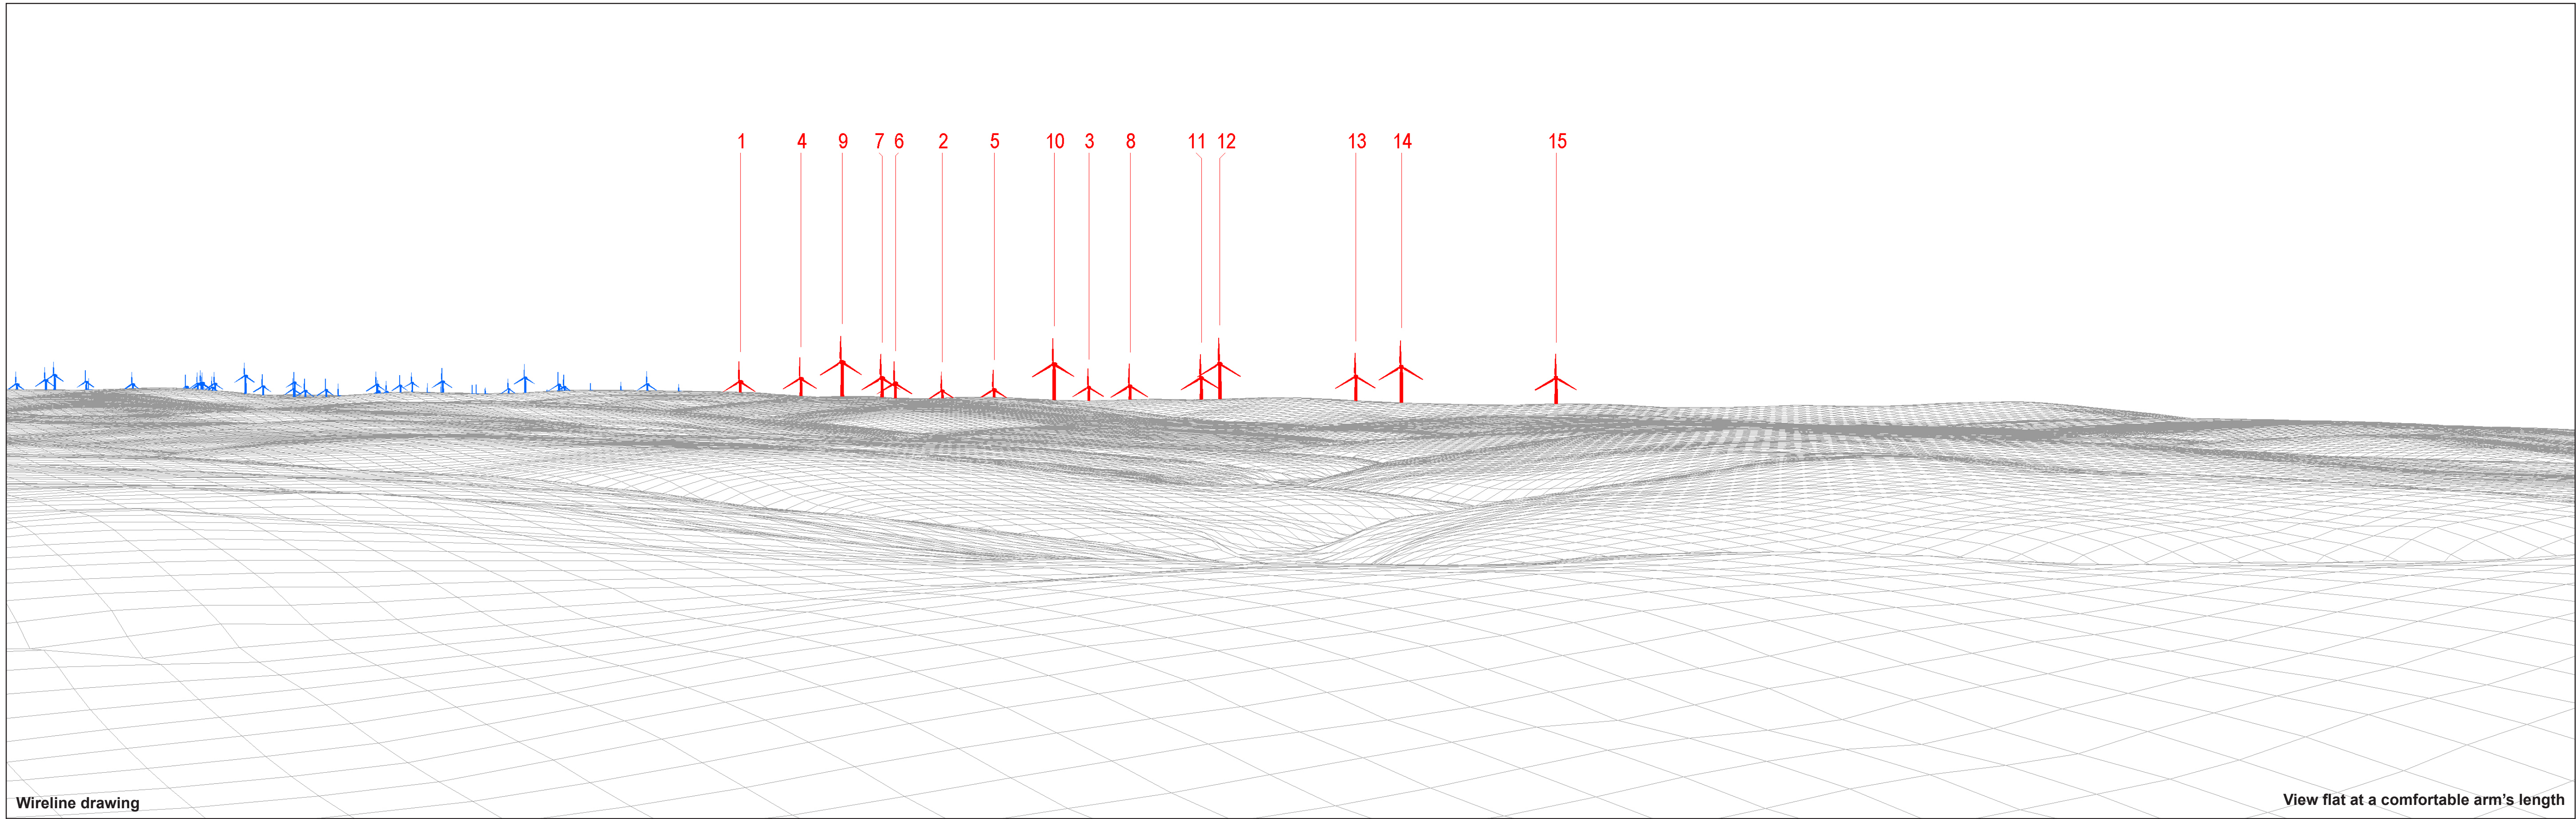 1 4 9 7 6 2 5 10 3 8 11 12 13 14 15
Wireline drawing
View flat at a comfortable arm's length